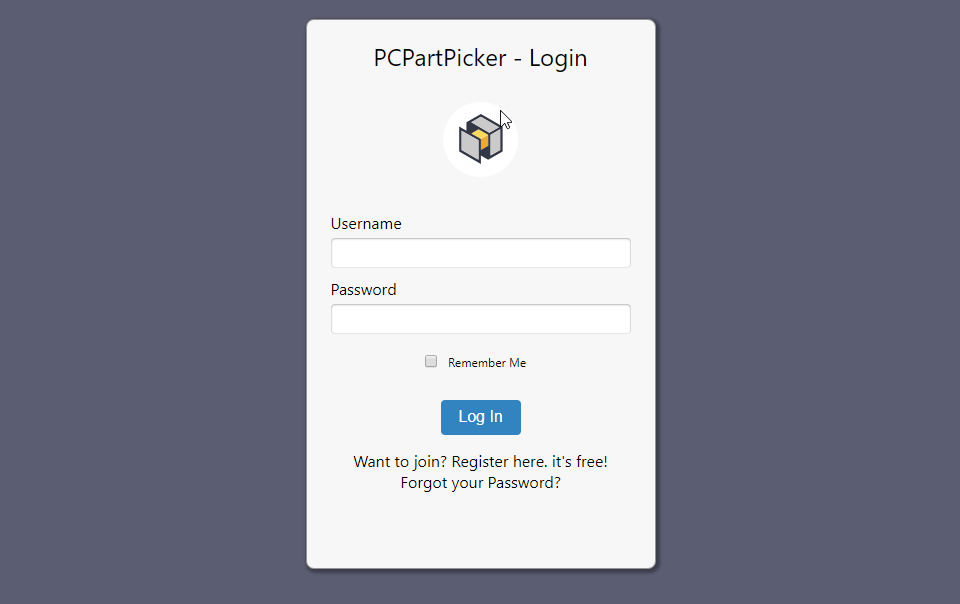 PCPartPicker - Login
Username
Password
Remember Me
Log In
Want to join? Register here. it's free!
Forgot your Password?